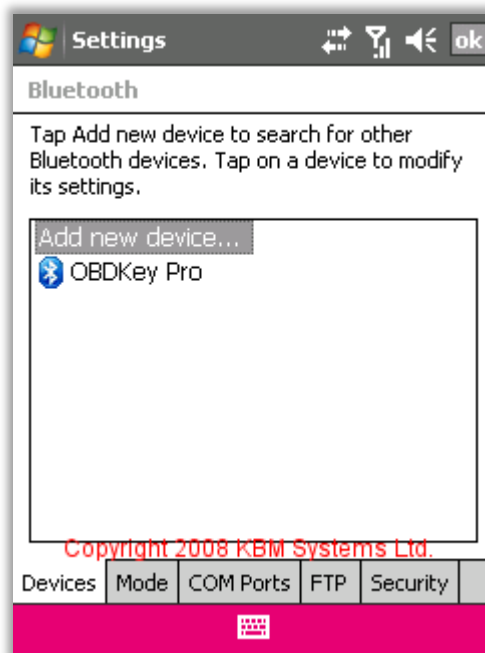 Settings
ok
Bluetooth
Tap Add new device to search for other
Bluetooth devices. Tap on a device to modify
its settings.
Add new device...
OBDKey Pro
Copyright 2008 KBM Systems Ltd.
Devices Mode COM Ports FTP Security